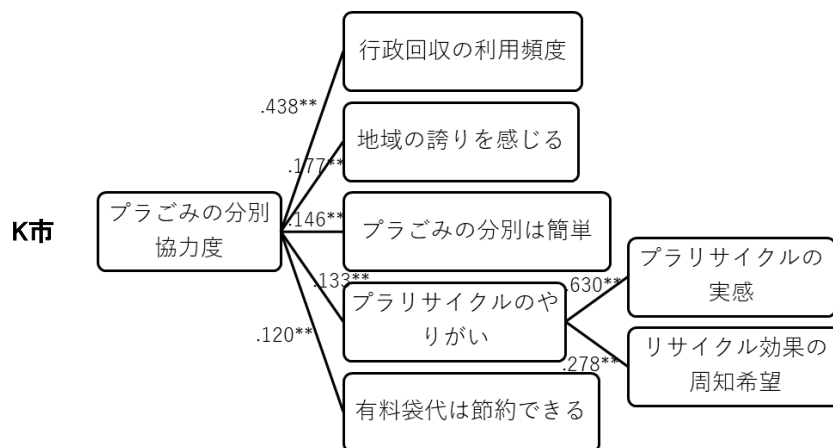 行政回収の利用頻度
.438**
地域の誇りを感じる
.177**
K市
プラごみの分別
協力度
.146**
プラごみの分別は簡単
.133**
プラリサイクルのや
りがい
.630**
プラリサイクルの
実感
.278**
リサイクル効果の
周知希望
.120**
有料袋代は節約できる